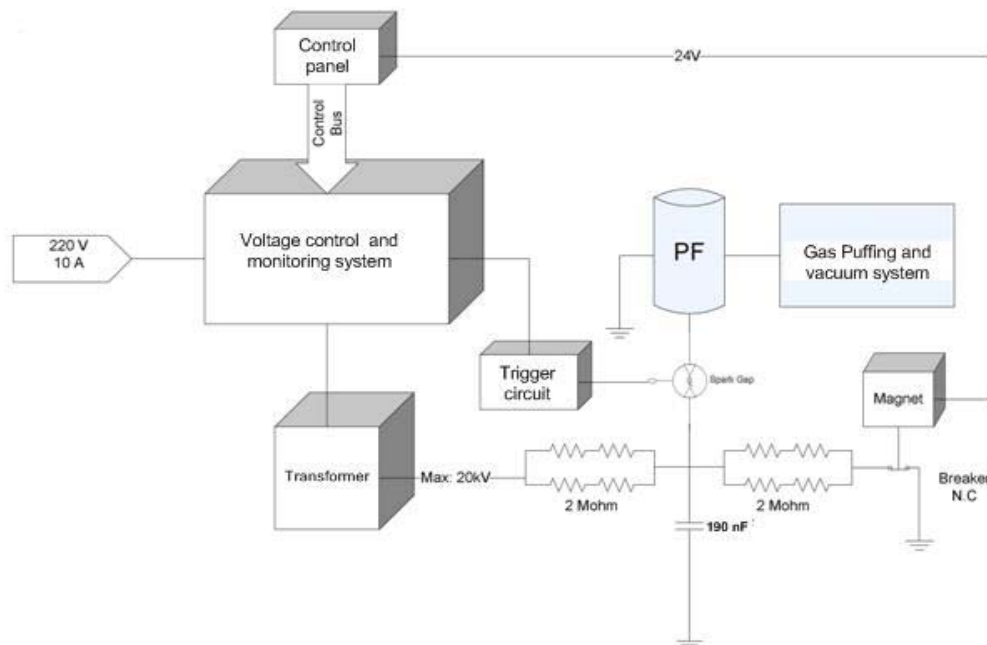 Control
panel
24V
Control
Bus
220 V
10 A
Voltage control and
monitoring system
PF
Gas Puffing and
vacuum system
Trigger
circuit
Spark Gap
Magnet
Transformer
Max: 20kV
2 Mohm
2 Mohm
Breaker
N.C
190 nF